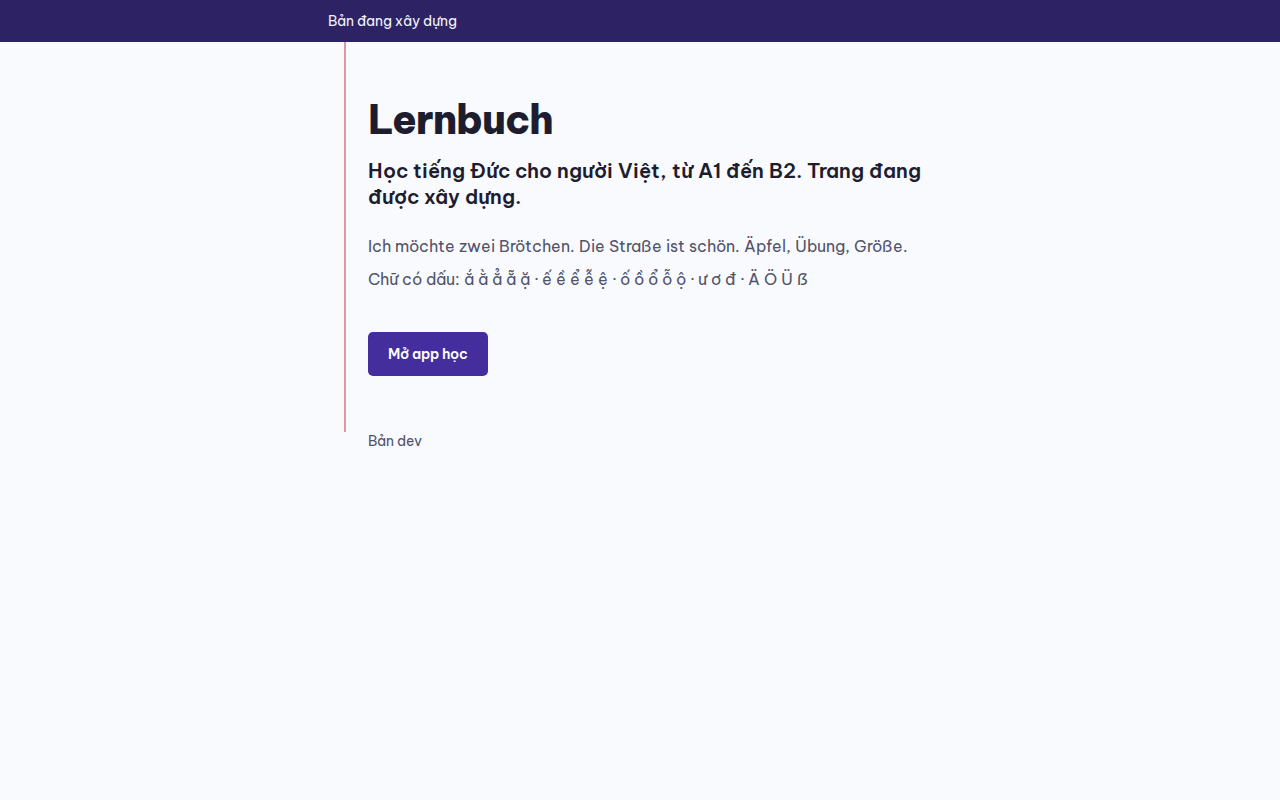 Bản đang xây dựng
Lernbuch
Học tiếng Đức cho người Việt, từ A1 đến B2. Trang đang
được xây dựng.
Ich möchte zwei Brötchen. Die Straße ist schön. Äpfel, Übung, Größe.
Chữ có dấu: ắ ằ ẳ ẵ ặ · ế ề ể ễ ệ · ố ồ ổ ỗ ộ · ư ơ đ · Ä Ö Ü ß
Mở app học
Bản dev